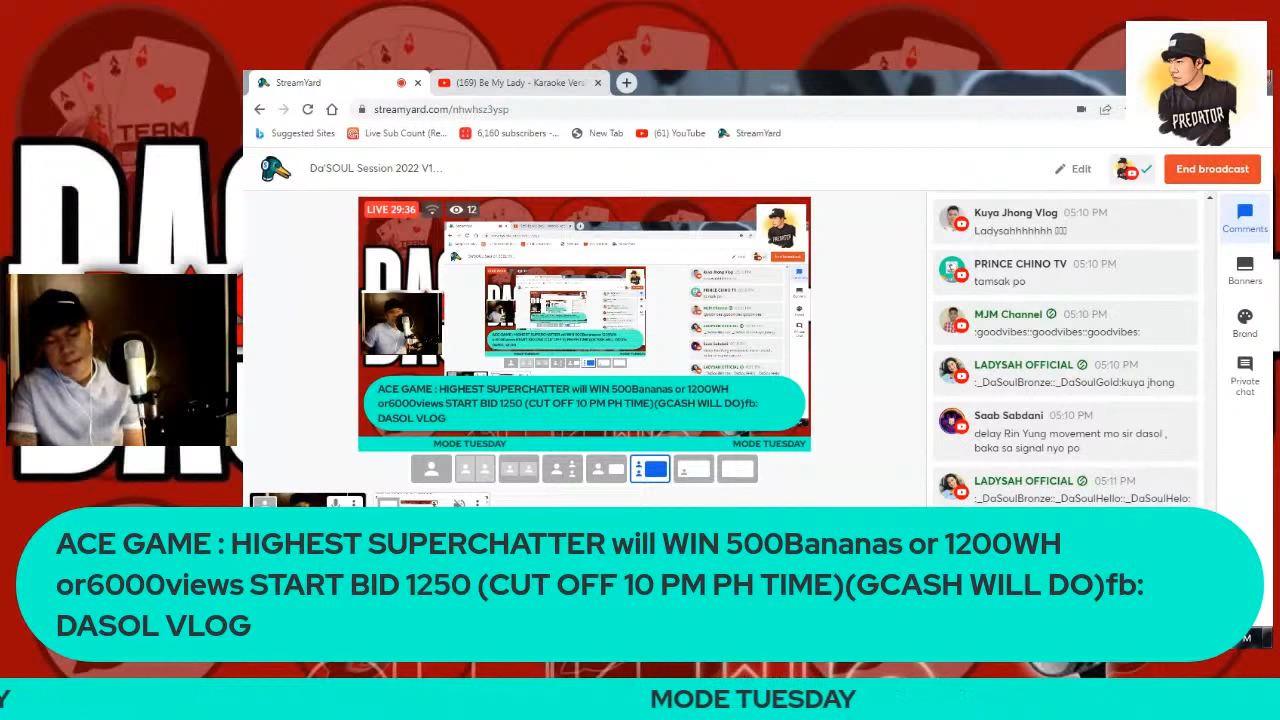 StreamYard
(169) Be My Lady - Karaoke Vers
streamyard.com/nhwhsz3ysp
Suggested Sites
Live Sub Count (Re...
6,160 subscribers -...
New Tab
(61) YouTube
StreamYard
PREDATOR
Da'SOUL Session 2022 V1...
Edit
End broadcast
TEAM
DAS
LIVE 29:36
12
ACE GAME : HIGHEST SUPERCHATTER will WIN 500Bananas or 1200WH
or6000views START BID 1250 (CUT OFF 10 PM PH TIME)(GCASH WILL DO)fb:
DASOL VLOG
MODE TUESDAY
MODE TUESDAY
Kuya Jhong Vlog 05:10 PM
Ladysahhhhhhh
PRINCE CHINO TV 05:10 PM
tamsak po
MJM Channel 05:10 PM
:goodvibes::goodvibes::goodvibes:
LADYSAH OFFICIAL 05:10 PM
:_DaSoulBronze::_DaSoulGold:kuya jhong
Saab Sabdani 05:10 PM
delay Rin Yung movement mo sir dasol ,
baka sa signal nyo po
LADYSAH OFFICIAL 05:11 PM
:_DaSoulBronze::_DaSoulHello::_DaSoulHelo:
Comments
Banners
Brand
Private
chat
ACE GAME : HIGHEST SUPERCHATTER will WIN 500Bananas or 1200WH
or6000views START BID 1250 (CUT OFF 10 PM PH TIME)(GCASH WILL DO)fb:
DASOL VLOG
MODE TUESDAY